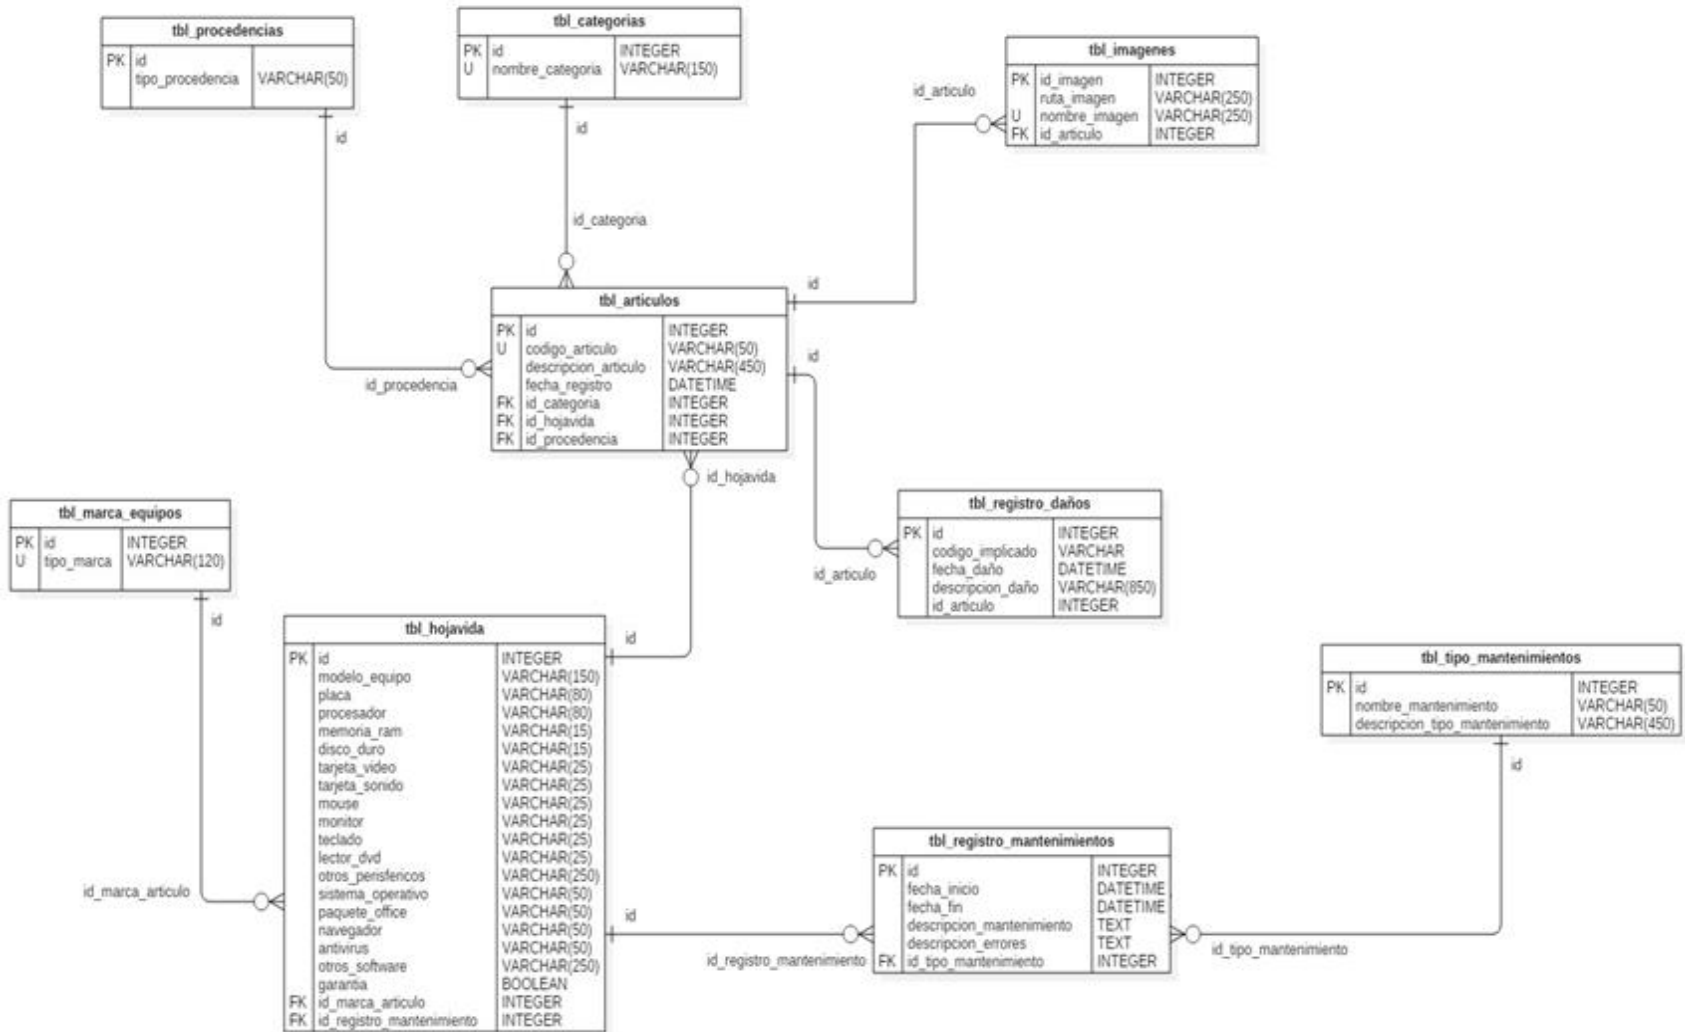 tbl_procedencias
PK id
tipo_procedencia VARCHAR(50)
id
id_procedencia
tbl_categorias
PK id INTEGER
U nombre_categoria VARCHAR(150)
id
id_categoria
tbl_imagenes
PK id_imagen INTEGER
ruta_imagen VARCHAR(250)
U nombre_imagen VARCHAR(250)
FK id_articulo INTEGER
id_articulo
id
tbl_articulos
PK id INTEGER
U codigo_articulo VARCHAR(50)
descripcion_articulo VARCHAR(450)
fecha_registro DATETIME
FK id_categoria INTEGER
FK id_hojavida INTEGER
FK id_procedencia INTEGER
id
id_hojavida
id_articulo
tbl_registro_daños
PK id INTEGER
codigo_implicado VARCHAR
fecha_daño DATETIME
descripcion_daño VARCHAR(850)
id_articulo INTEGER
tbl_marca_equipos
PK id INTEGER
U tipo_marca VARCHAR(120)
id
id_marca_articulo
tbl_hojavida
PK id INTEGER
modelo_equipo VARCHAR(150)
placa VARCHAR(80)
procesador VARCHAR(80)
memoria_ram VARCHAR(15)
disco_duro VARCHAR(15)
tarjeta_video VARCHAR(25)
tarjeta_sonido VARCHAR(25)
mouse VARCHAR(25)
monitor VARCHAR(25)
teclado VARCHAR(25)
lector_dvd VARCHAR(25)
otros_perisfericos VARCHAR(250)
sistema_operativo VARCHAR(50)
paquete_office VARCHAR(50)
navegador VARCHAR(50)
antivirus VARCHAR(50)
otros_software VARCHAR(250)
garantia BOOLEAN
FK id_marca_articulo INTEGER
FK id_registro_mantenimiento INTEGER
id
id
id_registro_mantenimiento
tbl_registro_mantenimientos
PK id INTEGER
fecha_inicio DATETIME
fecha_fin DATETIME
descripcion_mantenimiento TEXT
descripcion_errores TEXT
FK id_tipo_mantenimiento INTEGER
tbl_tipo_mantenimientos
PK id INTEGER
nombre_mantenimiento VARCHAR(50)
descripcion_tipo_mantenimiento VARCHAR(450)
id
id_tipo_mantenimiento